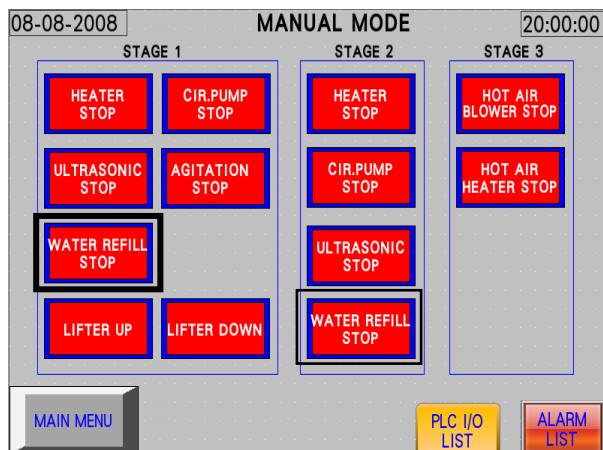 08-08-2008 MANUAL MODE 20:00:00
STAGE 1
HEATER
STOP
CIR.PUMP
STOP
ULTRASONIC
STOP
AGITATION
STOP
WATER REFILL
STOP
LIFTER UP
LIFTER DOWN
STAGE 2
HEATER
STOP
CIR.PUMP
STOP
ULTRASONIC
STOP
WATER REFILL
STOP
STAGE 3
HOT AIR
BLOWER STOP
HOT AIR
HEATER STOP
MAIN MENU
PLC I/O
LIST
ALARM
LIST